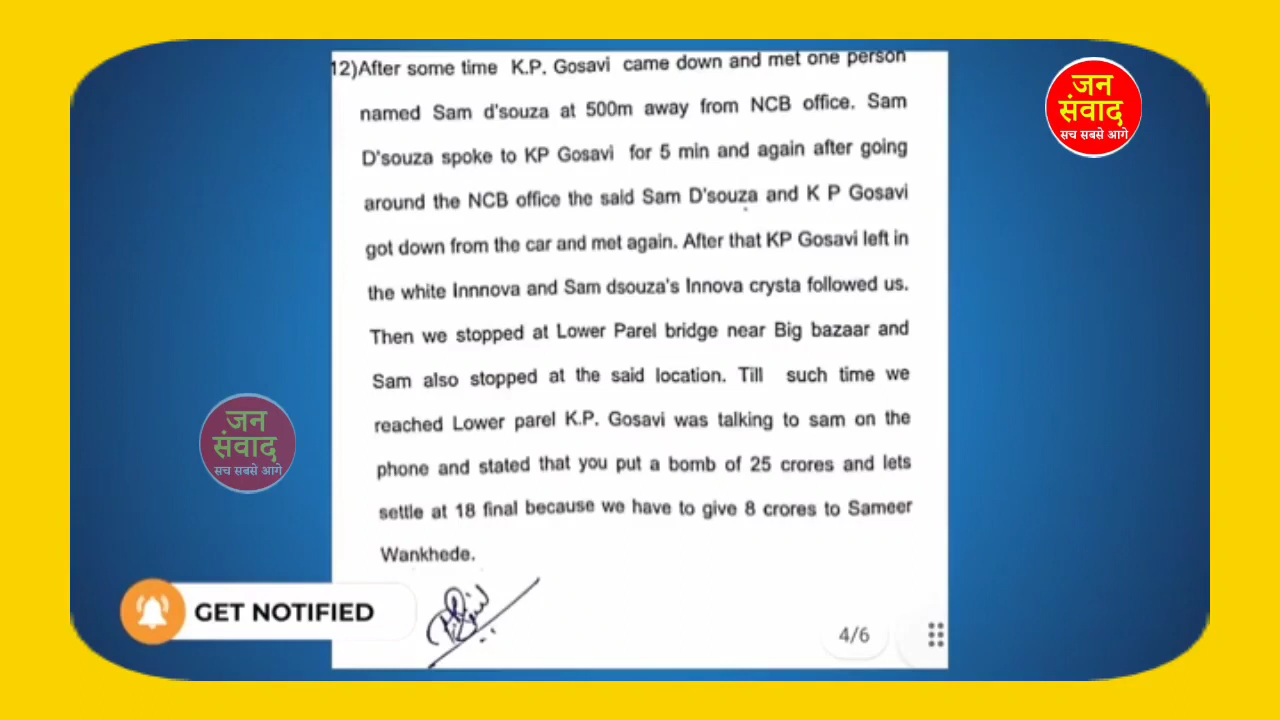 12)After some time K.P. Gosavi came down and met one person
named Sam d'souza at 500m away from NCB office. Sam
D'souza spoke to KP Gosavi for 5 min and again after going
around the NCB office the said Sam D'souza and K P Gosavi
got down from the car and met again. After that KP Gosavi left in
the white Innnova and Sam dsouza's Innova crysta followed us.
Then we stopped at Lower Parel bridge near Big bazaar and
Sam also stopped at the said location. Till such time we
reached Lower parel K.P. Gosavi was talking to sam on the
phone and stated that you put a bomb of 25 crores and lets
settle at 18 final because we have to give 8 crores to Sameer
Wankhede.
4/6
जन
संवाद
सच सबसे आगे
जन
संवाद
सच सबसे आगे
GET NOTIFIED